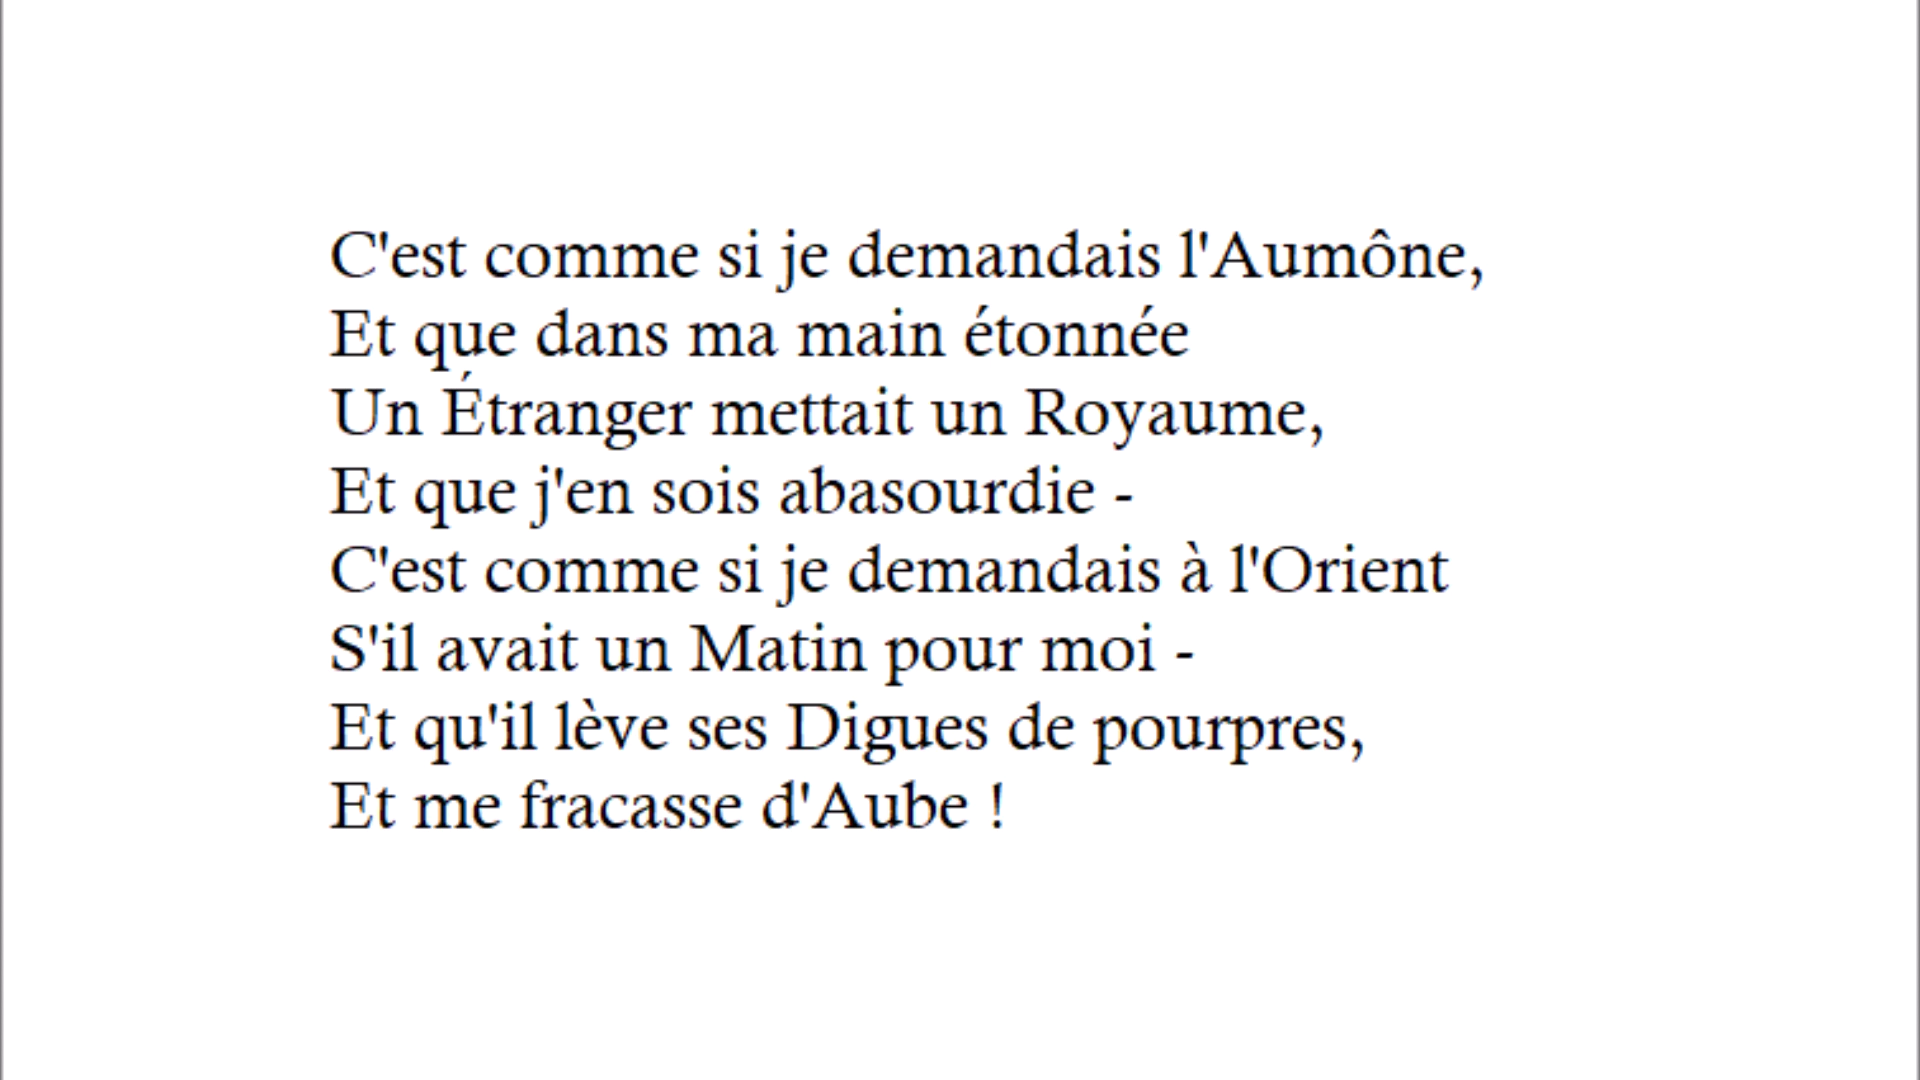 C'est comme si je demandais l'Aumône,
Et que dans ma main étonnée
Un Étranger mettait un Royaume,
Et que j'en sois abasourdie -
C'est comme si je demandais à l'Orient
S'il avait un Matin pour moi -
Et qu'il lève ses Digues de pourpres,
Et me fracasse d'Aube !